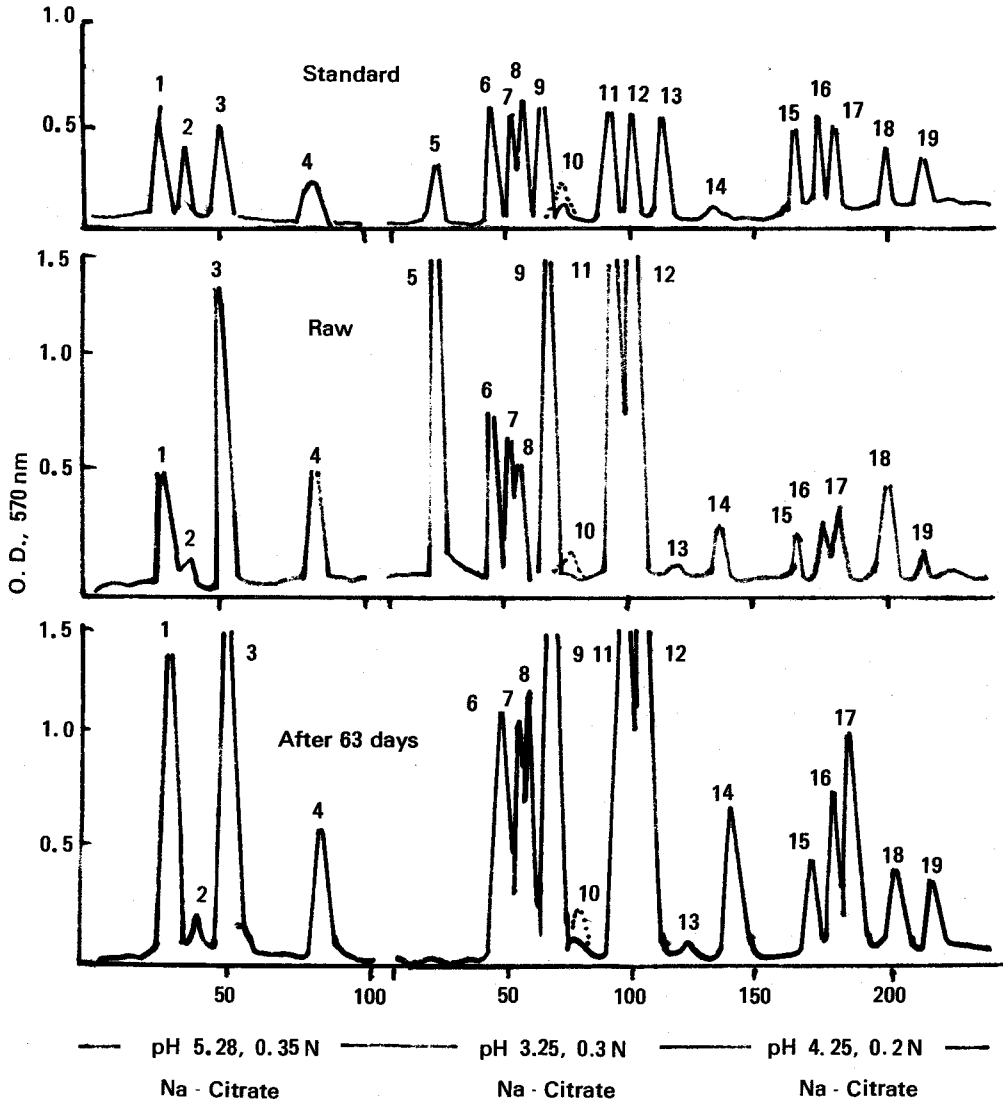 1.0
0.5
Standard
1 2 3 4 5 6 7 8 9 10 11 12 13 14 15 16 17 18 19
O. D., 570 nm
1.5
1.0
0.5
Raw
1 2 3 4 5 6 7 8 9 10 11 12 13 14 15 16 17 18 19
1.5
1.0
0.5
After 63 days
1 2 3 4 6 7 8 9 10 11 12 13 14 15 16 17 18 19
50 100 50 100 150 200
pH 5.28, 0.35 N pH 3.25, 0.3 N pH 4.25, 0.2 N
Na - Citrate Na - Citrate Na - Citrate